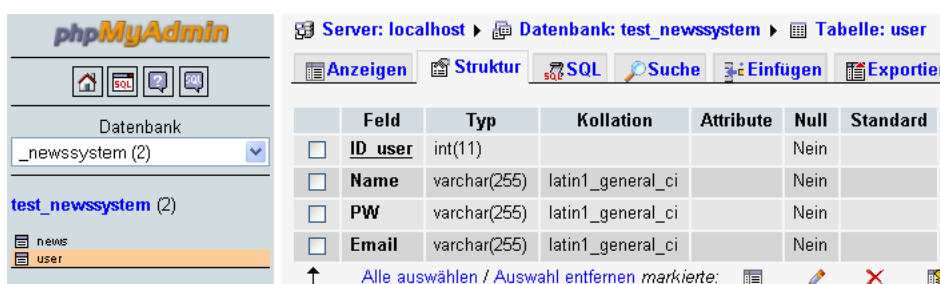 phpMyAdmin
SQL
SQL
Datenbank
_newssystem (2)
test_newssystem (2)
news
user
Server: localhost ▸ Datenbank: test_newssystem ▸ Tabelle: user
Anzeigen Struktur SQL Suche Einfügen Exportier
Feld Typ Kollation Attribute Null Standard
ID_user int(11) Nein
Name varchar(255) latin1_general_ci Nein
PW varchar(255) latin1_general_ci Nein
Email varchar(255) latin1_general_ci Nein
Alle auswählen / Auswahl entfernen markierte: